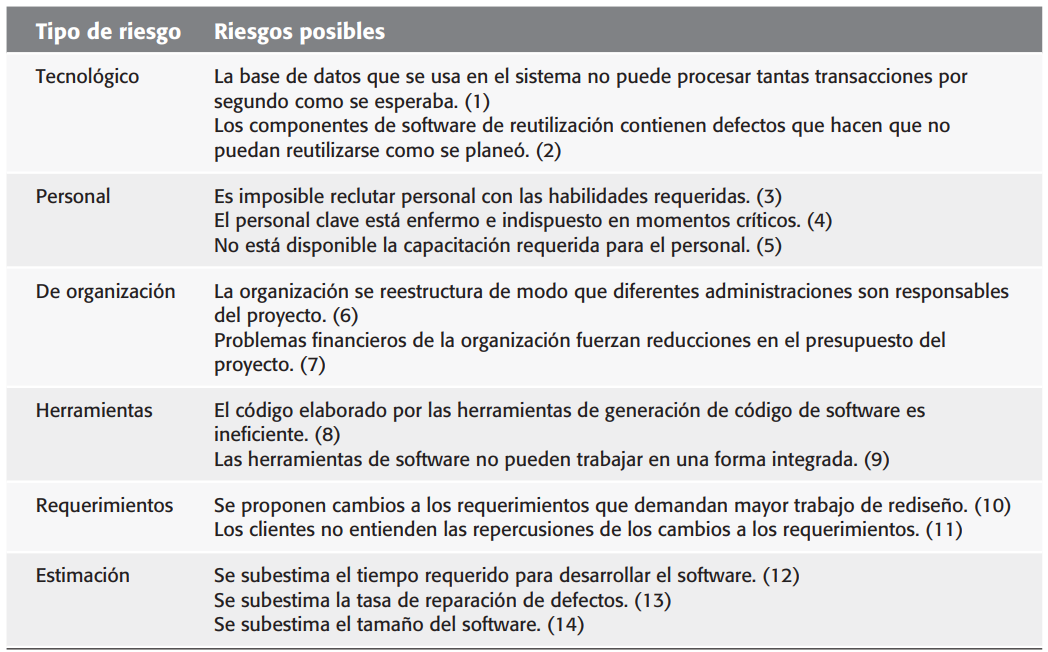 Tipo de riesgo Riesgos posibles
Tecnológico La base de datos que se usa en el sistema no puede procesar tantas transacciones por
segundo como se esperaba. (1)
Los componentes de software de reutilización contienen defectos que hacen que no
puedan reutilizarse como se planeó. (2)
Personal Es imposible reclutar personal con las habilidades requeridas. (3)
El personal clave está enfermo e indispuesto en momentos críticos. (4)
No está disponible la capacitación requerida para el personal. (5)
De organización La organización se reestructura de modo que diferentes administraciones son responsables
del proyecto. (6)
Problemas financieros de la organización fuerzan reducciones en el presupuesto del
proyecto. (7)
Herramientas El código elaborado por las herramientas de generación de código de software es
ineficiente. (8)
Las herramientas de software no pueden trabajar en una forma integrada. (9)
Requerimientos Se proponen cambios a los requerimientos que demandan mayor trabajo de rediseño. (10)
Los clientes no entienden las repercusiones de los cambios a los requerimientos. (11)
Estimación Se subestima el tiempo requerido para desarrollar el software. (12)
Se subestima la tasa de reparación de defectos. (13)
Se subestima el tamaño del software. (14)